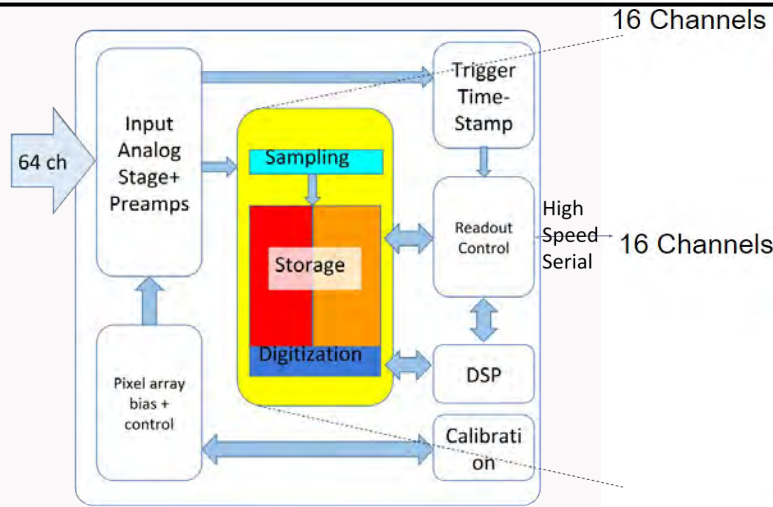 16 Channels
64 ch
Input
Analog
Stage+
Preamps
Trigger
Time-
Stamp
Sampling
Storage
Digitization
Readout
Control
High
Speed
Serial
16 Channels
Pixel array
bias +
control
DSP
Calibrati
on